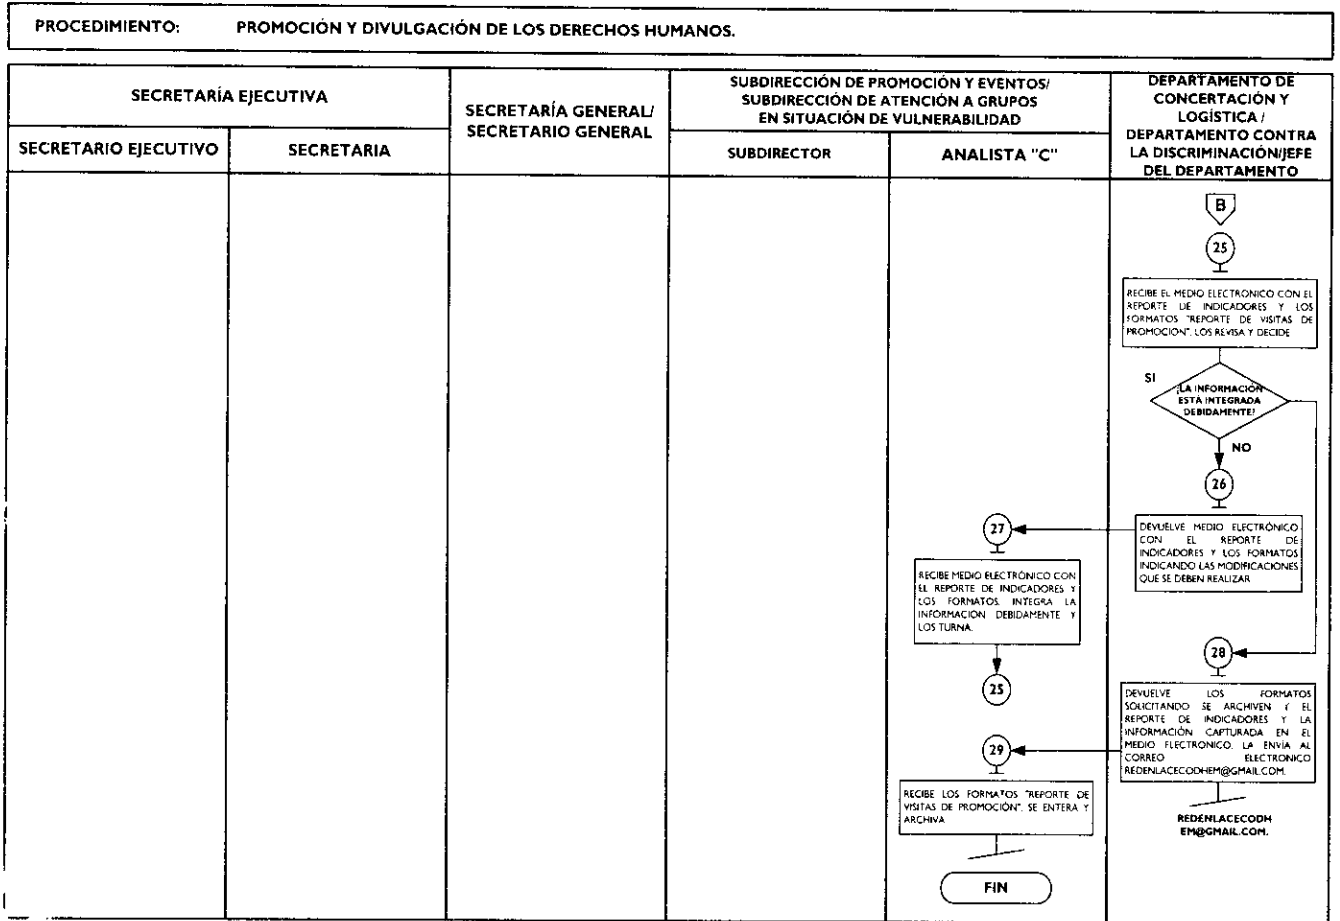 PROCEDIMIENTO: PROMOCIÓN Y DIVULGACIÓN DE LOS DERECHOS HUMANOS.
SECRETARÍA EJECUTIVA
SECRETARIO EJECUTIVO
SECRETARIA
SECRETARÍA GENERAL/
SECRETARIO GENERAL
SUBDIRECCIÓN DE PROMOCIÓN Y EVENTOS/
SUBDIRECCIÓN DE ATENCIÓN A GRUPOS
EN SITUACIÓN DE VULNERABILIDAD
SUBDIRECTOR
ANALISTA "C"
DEPARTAMENTO DE
CONCERTACIÓN Y
LOGÍSTICA /
DEPARTAMENTO CONTRA
LA DISCRIMINACIÓN/JEFE
DEL DEPARTAMENTO
B
25
RECIBE EL MEDIO ELECTRONICO CON EL
REPORTE DE INDICADORES Y LOS
FORMATOS "REPORTE DE VISITAS DE
PROMOCIÓN". LOS REVISA Y DECIDE
SI
¿LA INFORMACIÓN
ESTÁ INTEGRADA
DEBIDAMENTE?
NO
26
DEVUELVE MEDIO ELECTRÓNICO
CON EL REPORTE DE
INDICADORES Y LOS FORMATOS
INDICANDO LAS MODIFICACIONES
QUE SE DEBEN REALIZAR
27
RECIBE MEDIO ELECTRÓNICO CON
EL REPORTE DE INDICADORES Y
LOS FORMATOS. INTEGRA LA
INFORMACION DEBIDAMENTE Y
LOS TURNA.
25
28
DEVUELVE LOS FORMATOS
SOLICITANDO SE ARCHIVEN Y EL
REPORTE DE INDICADORES Y LA
INFORMACIÓN CAPTURADA EN EL
MEDIO ELECTRONICO. LA ENVÍA AL
CORREO ELECTRONICO
REDENLACECODHEM@GMAIL.COM.
REDENLACECODH
EM@GMAIL.COM.
29
RECIBE LOS FORMATOS "REPORTE DE
VISITAS DE PROMOCIÓN". SE ENTERA Y
ARCHIVA
FIN